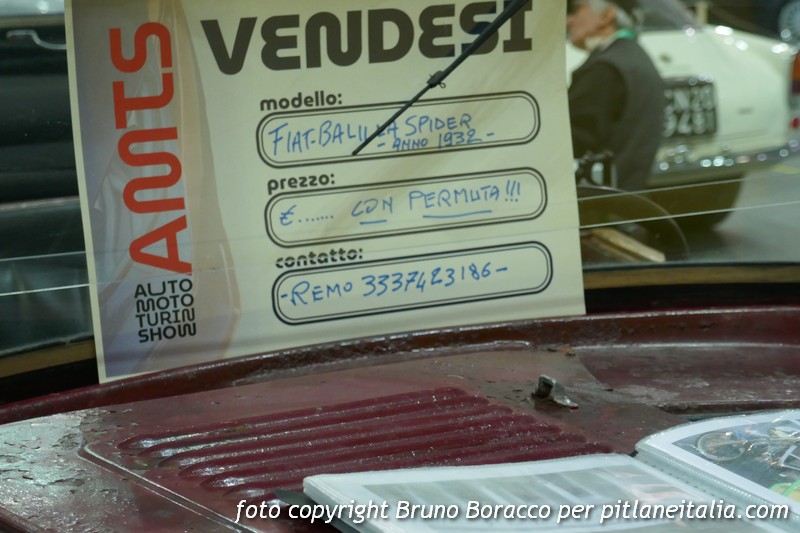 AMTS
AUTO
MOTO
TURIN
SHOW
VENDESI
modello:
FIAT-BALILLA SPIDER
- ANNO 1932 -
prezzo:
€....... CON PERMUTA!!!
contatto:
-REMO 3337423186-
foto copyright Bruno Boracco per pitlaneitalia.com